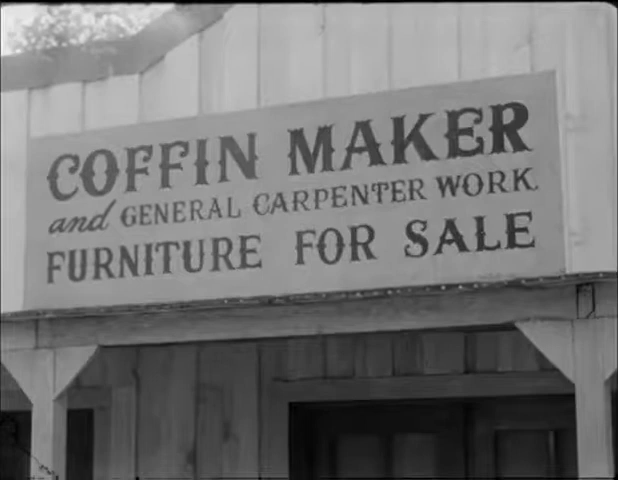 COFFIN MAKER
and GENERAL CARPENTER WORK
FURNITURE FOR SALE